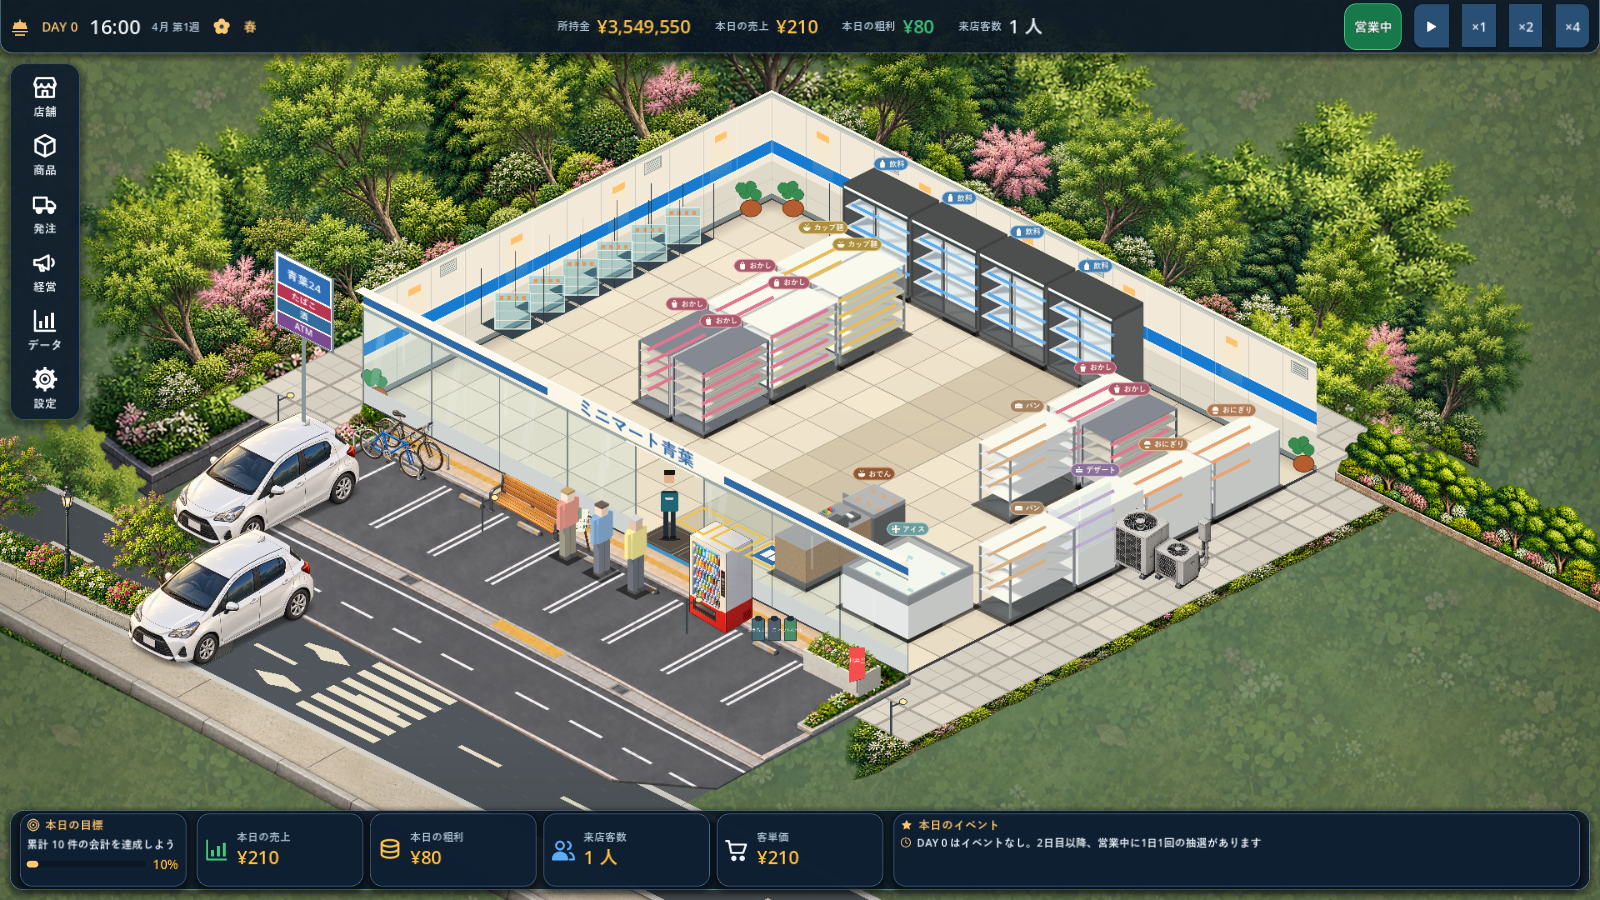 DAY 0 16:00 4月 第1週 春
所持金 ¥3,549,550 本日の売上 ¥210 本日の粗利 ¥80 来店客数 1 人
営業中 ×1 ×2 ×4
店舗
商品
発注
経営
データ
設定
飲料
飲料
飲料
飲料
カップ麺
カップ麺
おかし
おかし
おかし
おかし
おかし
おかし
パン
おにぎり
おにぎり
デザート
パン
おでん
アイス
青葉24
たばこ
酒
ATM
ミニマート青葉
本日の目標
累計 10 件の会計を達成しよう
10%
本日の売上
¥210
本日の粗利
¥80
来店客数
1 人
客単価
¥210
本日のイベント
DAY 0 はイベントなし。2日目以降、営業中に1日1回の抽選があります